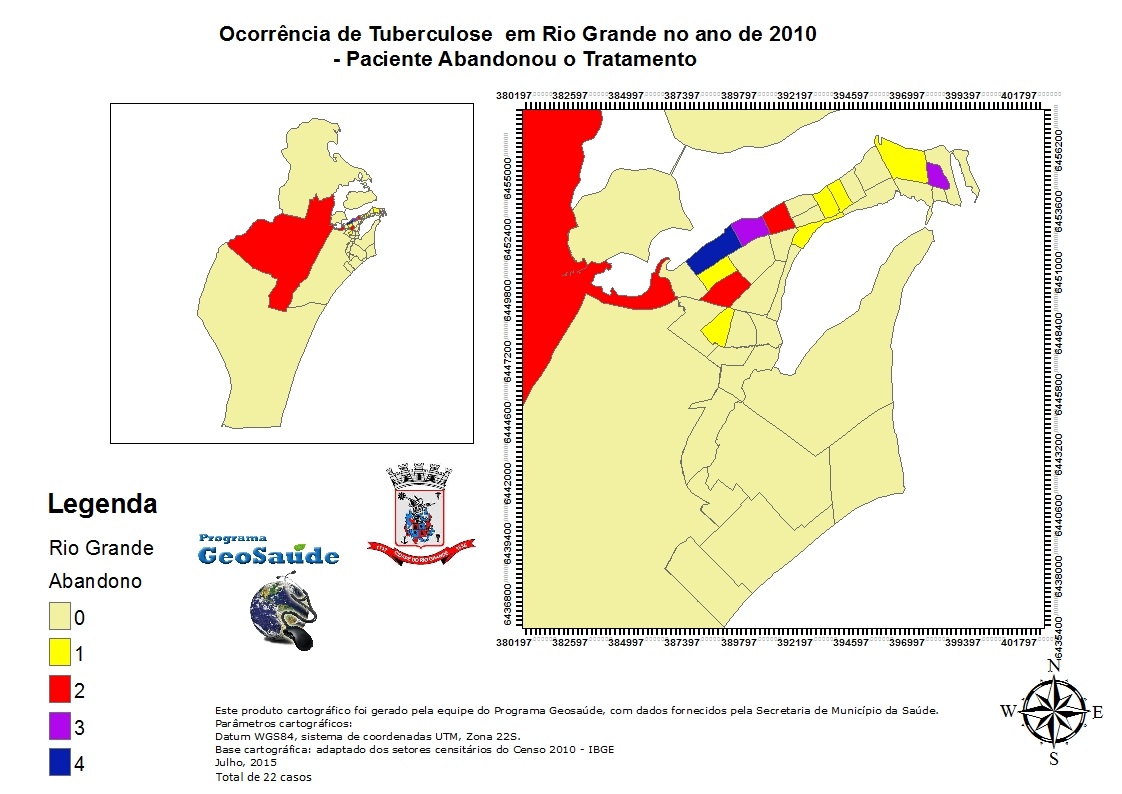 Ocorrência de Tuberculose em Rio Grande no ano de 2010
- Paciente Abandonou o Tratamento
380197 382597 384997 387397 389797 392197 394597 396997 399397 401797
6455000
6452400
6449800
6447200
6444600
6442000
6439400
6436800
6456200
6453600
6451000
6448400
6445800
6443200
6440600
6438000
6435400
380197 382597 384997 387397 389797 392197 394597 396997 399397 401797
Legenda
Rio Grande
Abandono
0
1
2
3
4
Programa
GeoSaúde
CIDADE DO RIO GRANDE
N
W E
S
Este produto cartográfico foi gerado pela equipe do Programa Geosaúde, com dados fornecidos pela Secretaria de Município da Saúde.
Parâmetros cartográficos:
Datum WGS84, sistema de coordenadas UTM, Zona 22S.
Base cartográfica: adaptado dos setores censitários do Censo 2010 - IBGE
Julho, 2015
Total de 22 casos